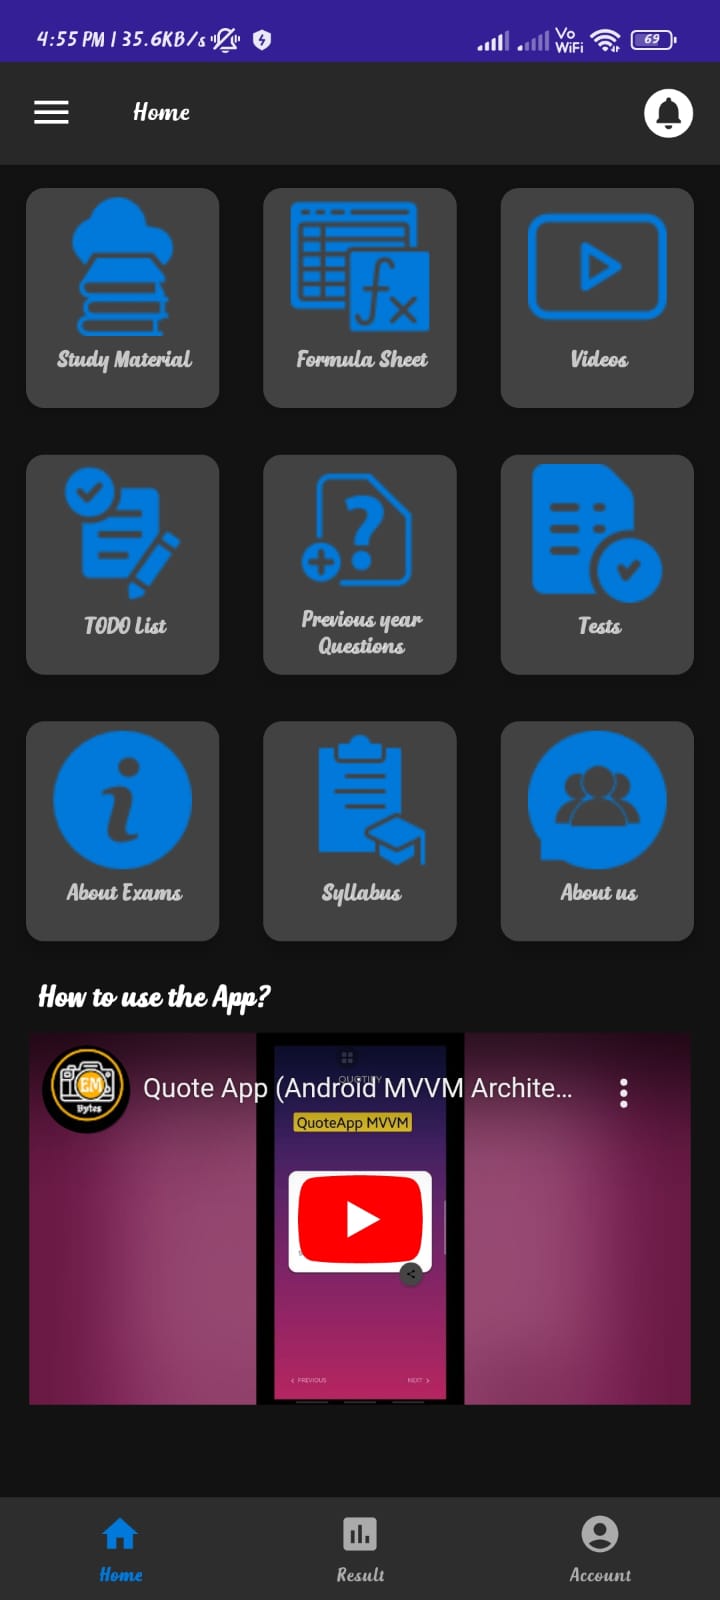 4:55 PM | 35.6KB/s
Vo
WiFi
69
Home
Study Material
Formula Sheet
Videos
TODO List
Previous year
Questions
Tests
About Exams
Syllabus
About us
How to use the App?
EM
Bytes
Quote App (Android MVVM Archite...
QUOTIFY
QuoteApp MVVM
PREVIOUS
NEXT
Home
Result
Account